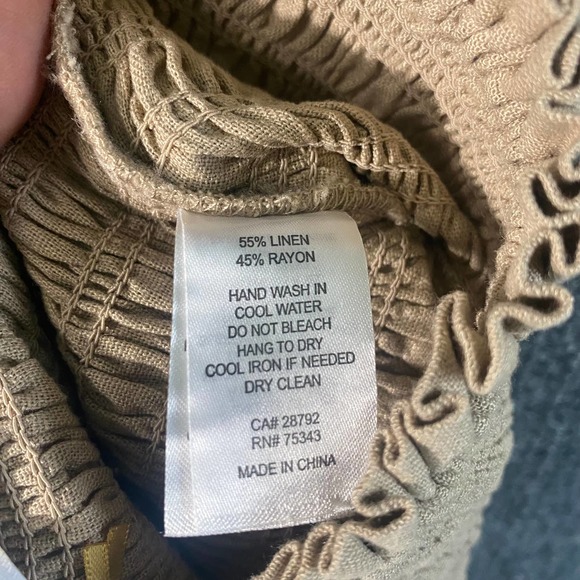 55% LINEN
45% RAYON
HAND WASH IN
COOL WATER
DO NOT BLEACH
HANG TO DRY
COOL IRON IF NEEDED
DRY CLEAN
CA# 28792
RN# 75343
MADE IN CHINA